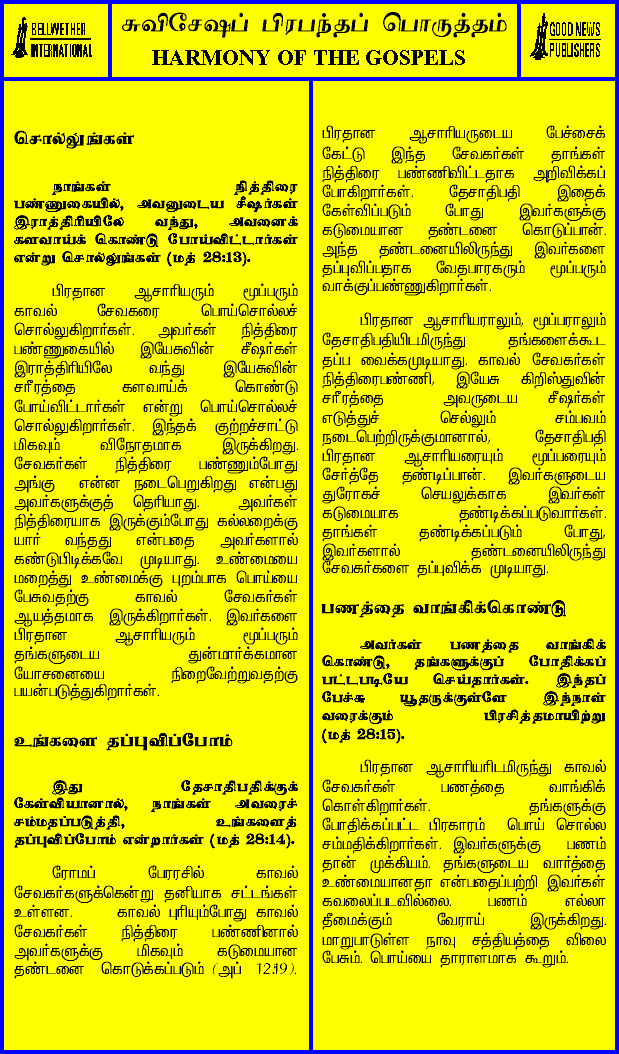 BELLWETHER
INTERNATIONAL
சுவிசேஷப் பிரபந்தப் பொருத்தம்
HARMONY OF THE GOSPELS
GOOD NEWS
PUBLISHERS
சொல்லுங்கள்
நாங்கள் நித்திரை
பண்ணுகையில், அவனுடைய சீஷர்கள்
இராத்திரியிலே வந்து, அவனைக்
களவாய்க் கொண்டு போய்விட்டார்கள்
என்று சொல்லுங்கள் (மத் 28:13).
பிரதான ஆசாரியரும் மூப்பரும்
காவல் சேவகரை பொய்சொல்லச்
சொல்லுகிறார்கள். அவர்கள் நித்திரை
பண்ணுகையில் இயேசுவின் சீஷர்கள்
இராத்திரியிலே வந்து இயேசுவின்
சரீரத்தை களவாய்க் கொண்டு
போய்விட்டார்கள் என்று பொய்சொல்லச்
சொல்லுகிறார்கள். இந்தக் குற்றச்சாட்டு
மிகவும் விநோதமாக இருக்கிறது.
சேவகர்கள் நித்திரை பண்ணும்போது
அங்கு என்ன நடைபெறுகிறது என்பது
அவர்களுக்குத் தெரியாது. அவர்கள்
நித்திரையாக இருக்கும்போது கல்லறைக்கு
யார் வந்தது என்பதை அவர்களால்
கண்டுபிடிக்கவே முடியாது. உண்மையை
மறைத்து உண்மைக்கு புறம்பாக பொய்யை
பேசுவதற்கு காவல் சேவகர்கள்
ஆயத்தமாக இருக்கிறார்கள். இவர்களை
பிரதான ஆசாரியரும் மூப்பரும்
தங்களுடைய துன்மார்க்கமான
யோசனையை நிறைவேற்றுவதற்கு
பயன்படுத்துகிறார்கள்.
உங்களை தப்புவிப்போம்
இது தேசாதிபதிக்குக்
கேள்வியானால், நாங்கள் அவரைச்
சம்மதப்படுத்தி, உங்களைத்
தப்புவிப்போம் என்றார்கள் (மத் 28:14).
ரோமப் பேரரசில் காவல்
சேவகர்களுக்கென்று தனியாக சட்டங்கள்
உள்ளன. காவல் புரியும்போது காவல்
சேவகர்கள் நித்திரை பண்ணினால்
அவர்களுக்கு மிகவும் கடுமையான
தண்டனை கொடுக்கப்படும் (அப் 12:19).
பிரதான ஆசாரியருடைய பேச்சைக்
கேட்டு இந்த சேவகர்கள் தாங்கள்
நித்திரை பண்ணிவிட்டதாக அறிவிக்கப்
போகிறார்கள். தேசாதிபதி இதைக்
கேள்விப்படும் போது இவர்களுக்கு
கடுமையான தண்டனை கொடுப்பான்.
அந்த தண்டனையிலிருந்து இவர்களை
தப்புவிப்பதாக வேதபாரகரும் மூப்பரும்
வாக்குப்பண்ணுகிறார்கள்.
பிரதான ஆசாரியராலும், மூப்பராலும்
தேசாதிபதியிடமிருந்து தங்களைக்கூட
தப்ப வைக்கமுடியாது. காவல் சேவகர்கள்
நித்திரைபண்ணி, இயேசு கிறிஸ்துவின்
சரீரத்தை அவருடைய சீஷர்கள்
எடுத்துச் செல்லும் சம்பவம்
நடைபெற்றிருக்குமானால், தேசாதிபதி
பிரதான ஆசாரியரையும் மூப்பரையும்
சேர்த்தே தண்டிப்பான். இவர்களுடைய
துரோகச் செயலுக்காக இவர்கள்
கடுமையாக தண்டிக்கப்படுவார்கள்.
தாங்கள் தண்டிக்கப்படும் போது,
இவர்களால் தண்டனையிலிருந்து
சேவகர்களை தப்புவிக்க முடியாது.
பணத்தை வாங்கிக்கொண்டு
அவர்கள் பணத்தை வாங்கிக்
கொண்டு, தங்களுக்குப் போதிக்கப்
பட்டபடியே செய்தார்கள். இந்தப்
பேச்சு யூதருக்குள்ளே இந்நாள்
வரைக்கும் பிரசித்தமாயிற்று
(மத் 28:15).
பிரதான ஆசாரியரிடமிருந்து காவல்
சேவகர்கள் பணத்தை வாங்கிக்
கொள்கிறார்கள். தங்களுக்கு
போதிக்கப்பட்ட பிரகாரம் பொய் சொல்ல
சம்மதிக்கிறார்கள். இவர்களுக்கு பணம்
தான் முக்கியம். தங்களுடைய வார்த்தை
உண்மையானதா என்பதைப்பற்றி இவர்கள்
கவலைப்படவில்லை. பணம் எல்லா
தீமைக்கும் வேராய் இருக்கிறது.
மாறுபாடுள்ள நாவு சத்தியத்தை விலை
பேசும். பொய்யை தாராளமாக கூறும்.